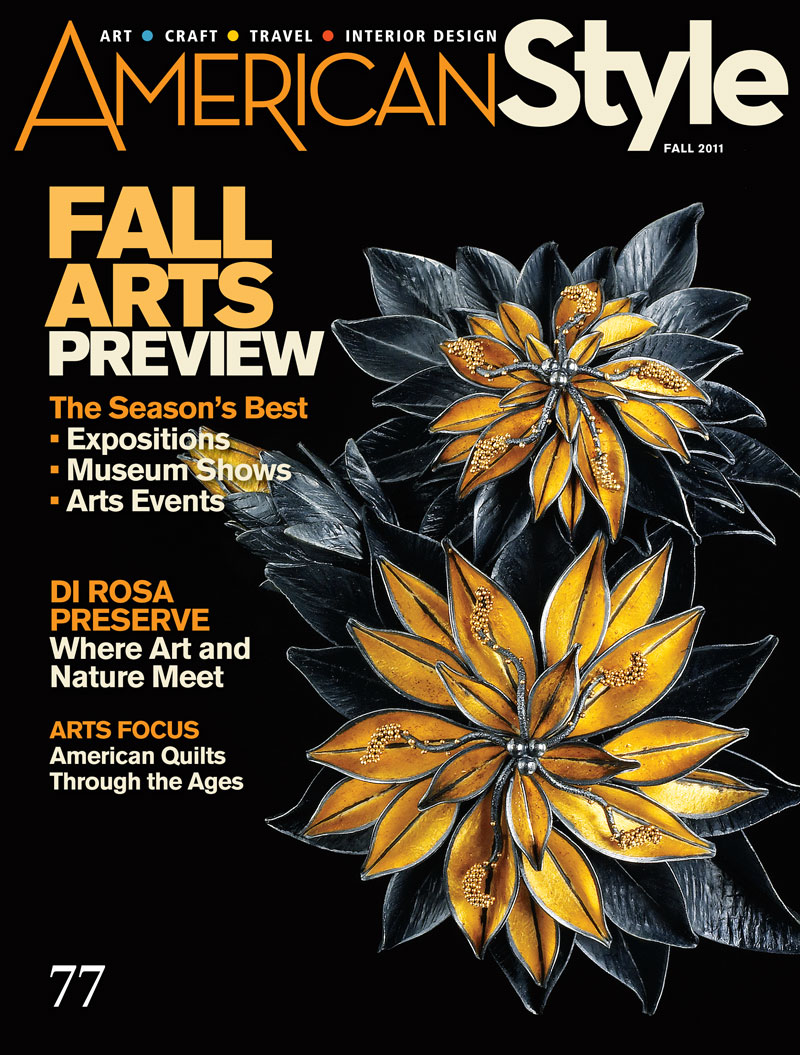 ART • CRAFT • TRAVEL • INTERIOR DESIGN
AMERICANStyle
FALL 2011
FALL
ARTS
PREVIEW
The Season's Best
▪ Expositions
▪ Museum Shows
▪ Arts Events
DI ROSA
PRESERVE
Where Art and
Nature Meet
ARTS FOCUS
American Quilts
Through the Ages
77